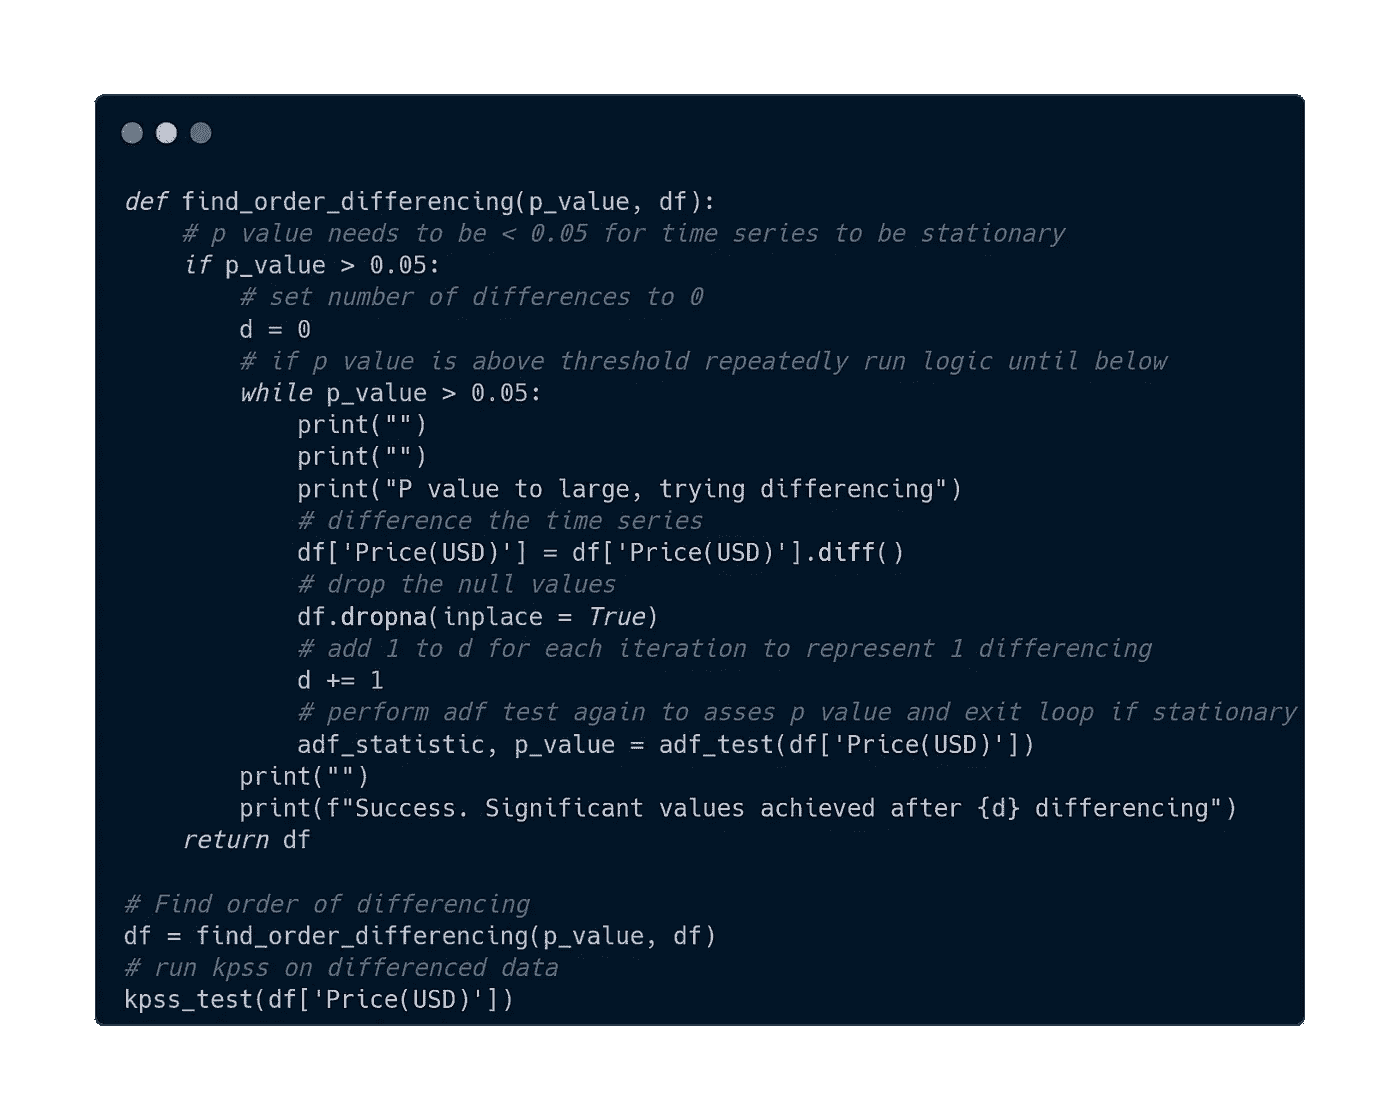 def find_order_differencing(p_value, df):
    # p value needs to be < 0.05 for time series to be stationary
    if p_value > 0.05:
        # set number of differences to 0
        d = 0
        # if p value is above threshold repeatedly run logic until below
        while p_value > 0.05:
            print("")
            print("")
            print("P value to large, trying differencing")
            # difference the time series
            df['Price(USD)'] = df['Price(USD)'].diff()
            # drop the null values
            df.dropna(inplace = True)
            # add 1 to d for each iteration to represent 1 differencing
            d += 1
            # perform adf test again to asses p value and exit loop if stationary
            adf_statistic, p_value = adf_test(df['Price(USD)'])
        print("")
        print(f"Success. Significant values achieved after {d} differencing")
    return df

# Find order of differencing
df = find_order_differencing(p_value, df)
# run kpss on differenced data
kpss_test(df['Price(USD)'])